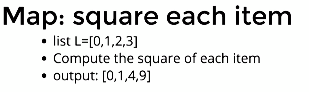 Map: square each item
• list L=[0,1,2,3]
• Compute the square of each item
• output: [0,1,4,9]